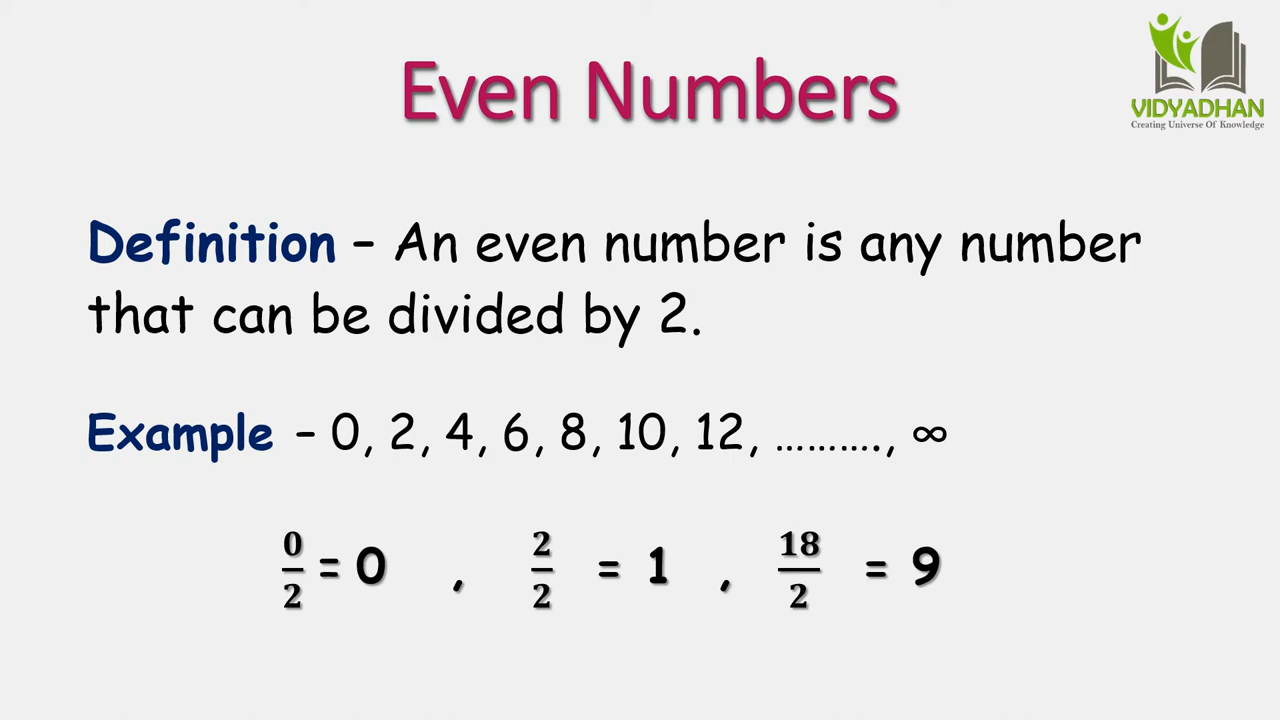 Even Numbers
VIDYADHAN
Creating Universe Of Knowledge
Definition – An even number is any number
that can be divided by 2.
Example – 0, 2, 4, 6, 8, 10, 12, ………., ∞
0/2 = 0 , 2/2 = 1 , 18/2 = 9